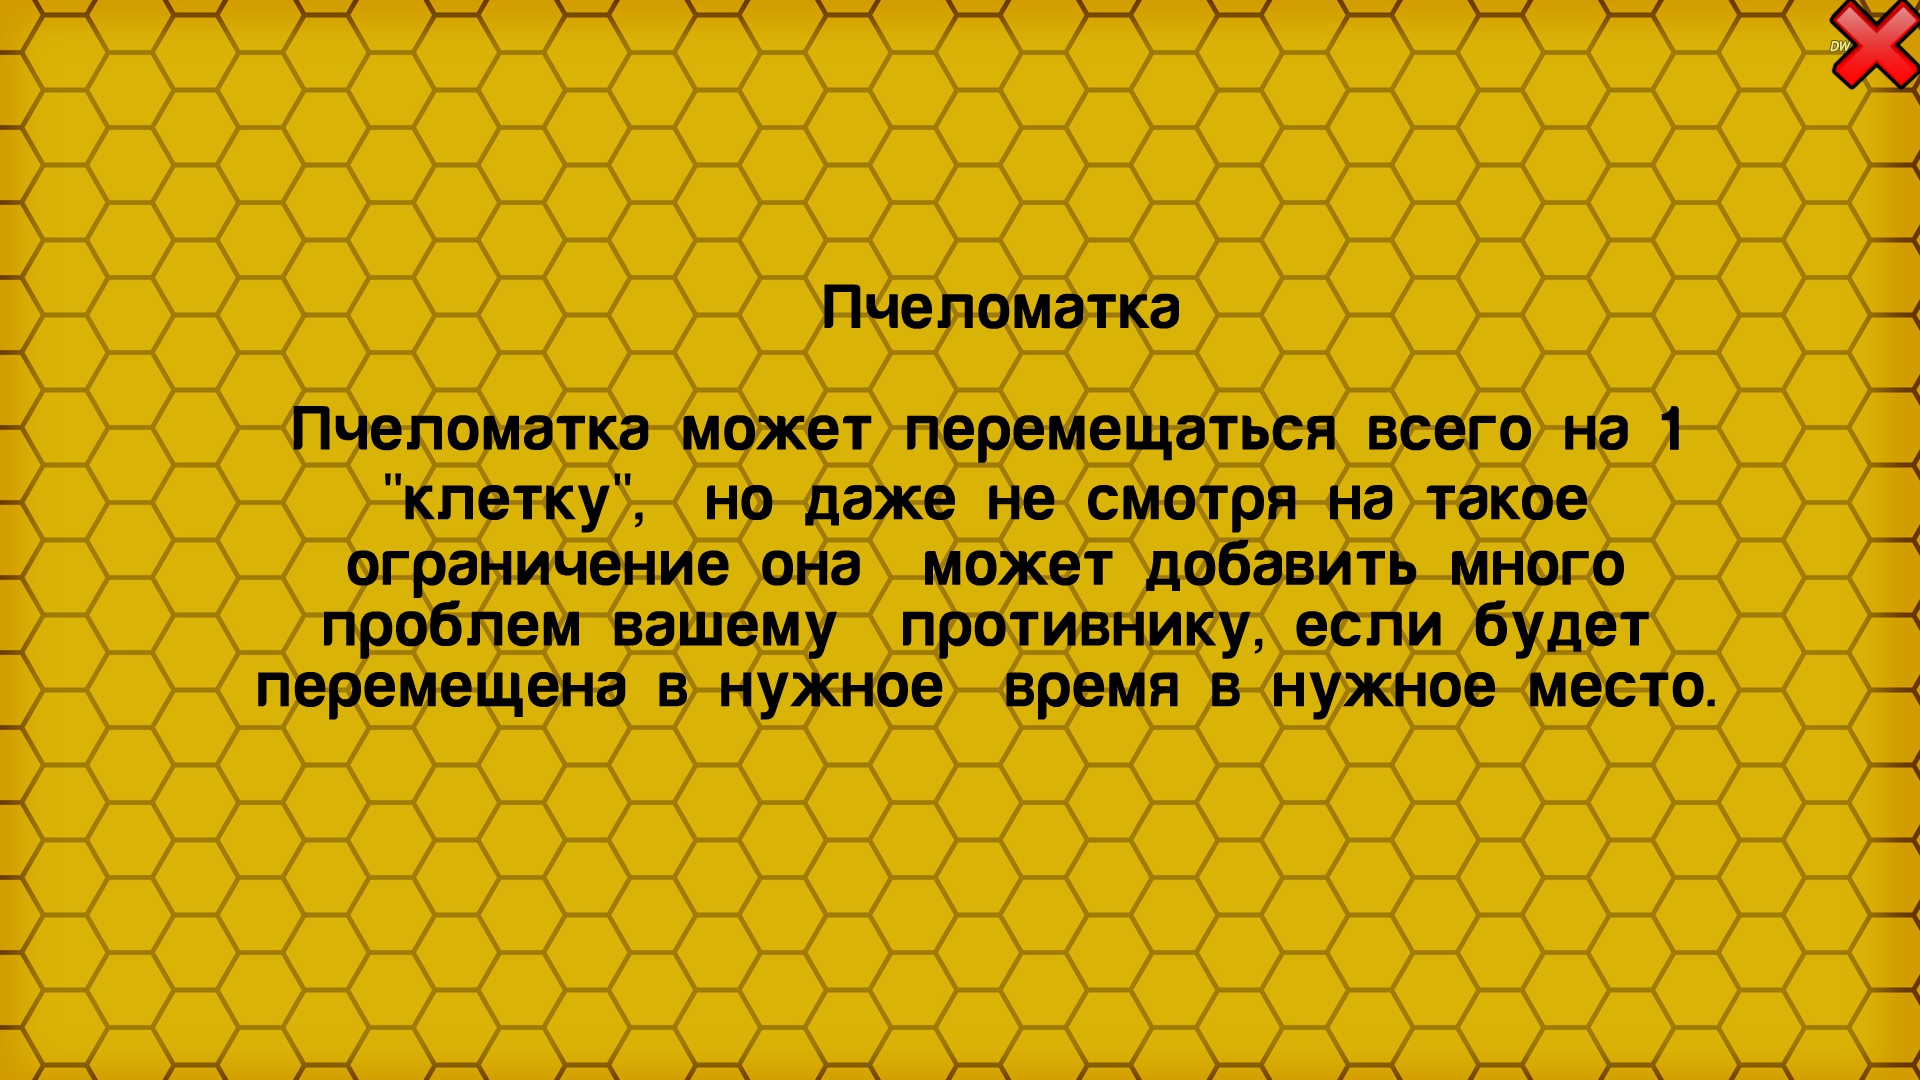 DW
Пчеломатка
Пчеломатка может перемещаться всего на 1
"клетку", но даже не смотря на такое
ограничение она может добавить много
проблем вашему противнику, если будет
перемещена в нужное время в нужное место.